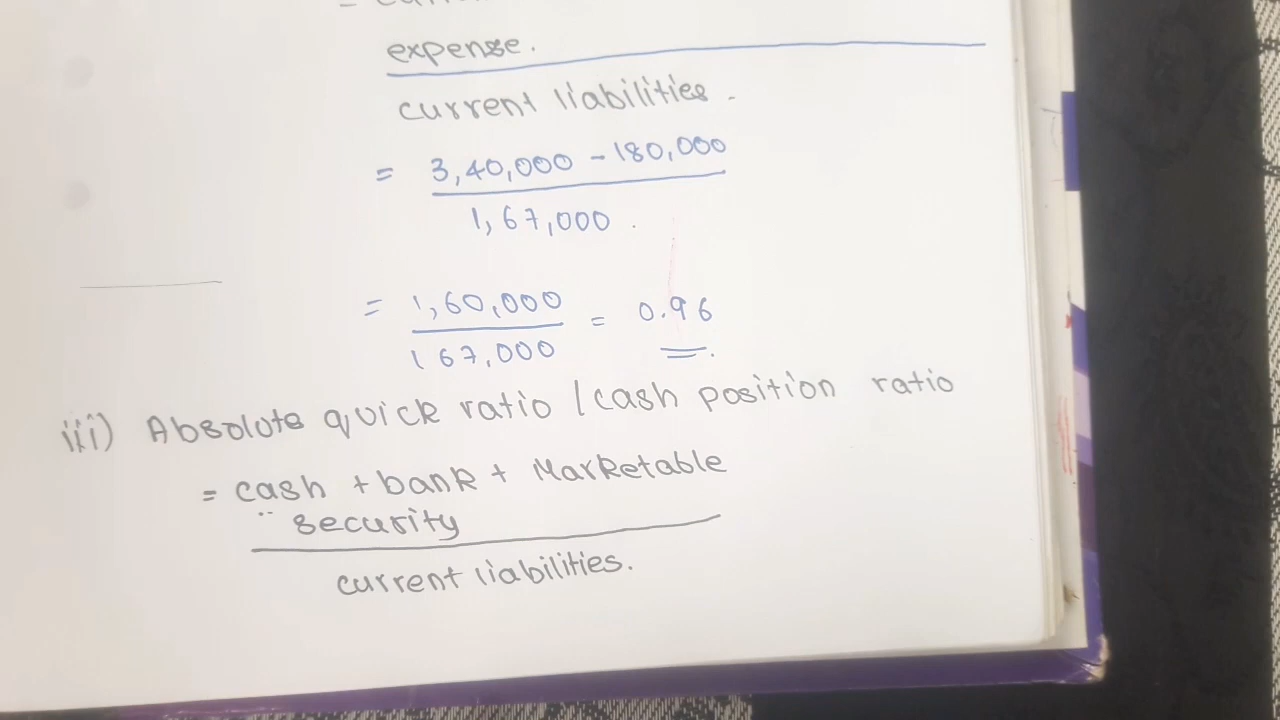 expense.
current liabilities.
= 3,40,000 - 180,000
1,67,000.
= 1,60,000 = 0.96
167,000
iii) Absolute quick ratio / cash position ratio
= cash + bank + Marketable
security
current liabilities.